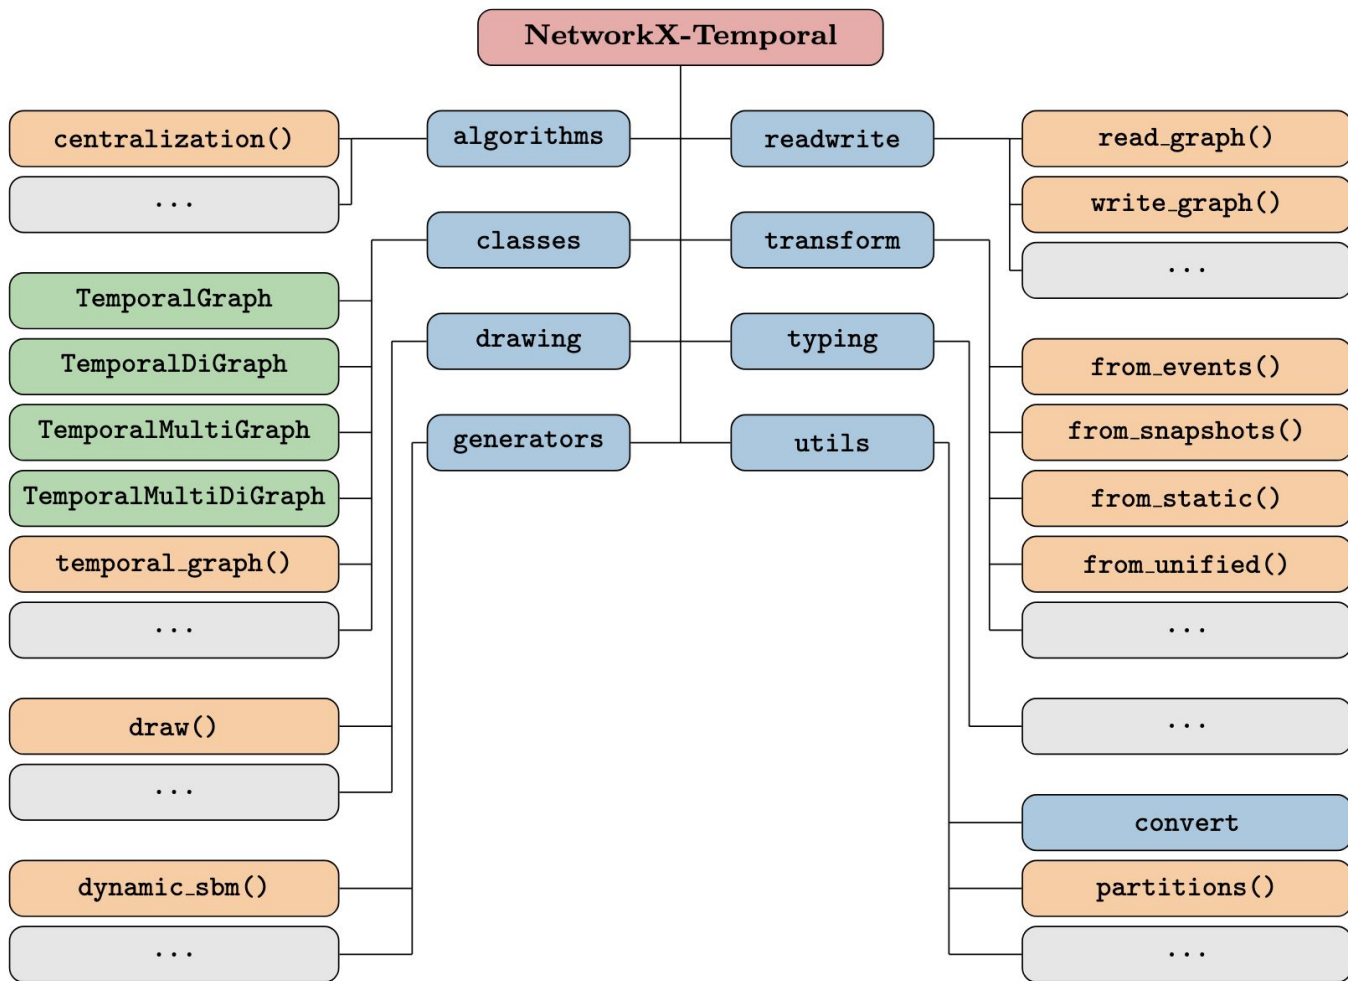 NetworkX-Temporal
centralization()
...
algorithms
readwrite
read_graph()
write_graph()
...
classes
transform
TemporalGraph
TemporalDiGraph
TemporalMultiGraph
TemporalMultiDiGraph
temporal_graph()
...
drawing
typing
from_events()
from_snapshots()
from_static()
from_unified()
...
generators
utils
draw()
...
...
dynamic_sbm()
...
convert
partitions()
...